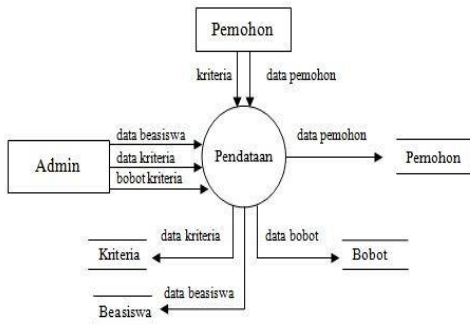 Pemohon
kriteria
data pemohon
data beasiswa
data kriteria
bobot kriteria
Admin
Pendataan
data pemohon
Pemohon
data kriteria
data bobot
Kriteria
Bobot
data beasiswa
Beasiswa